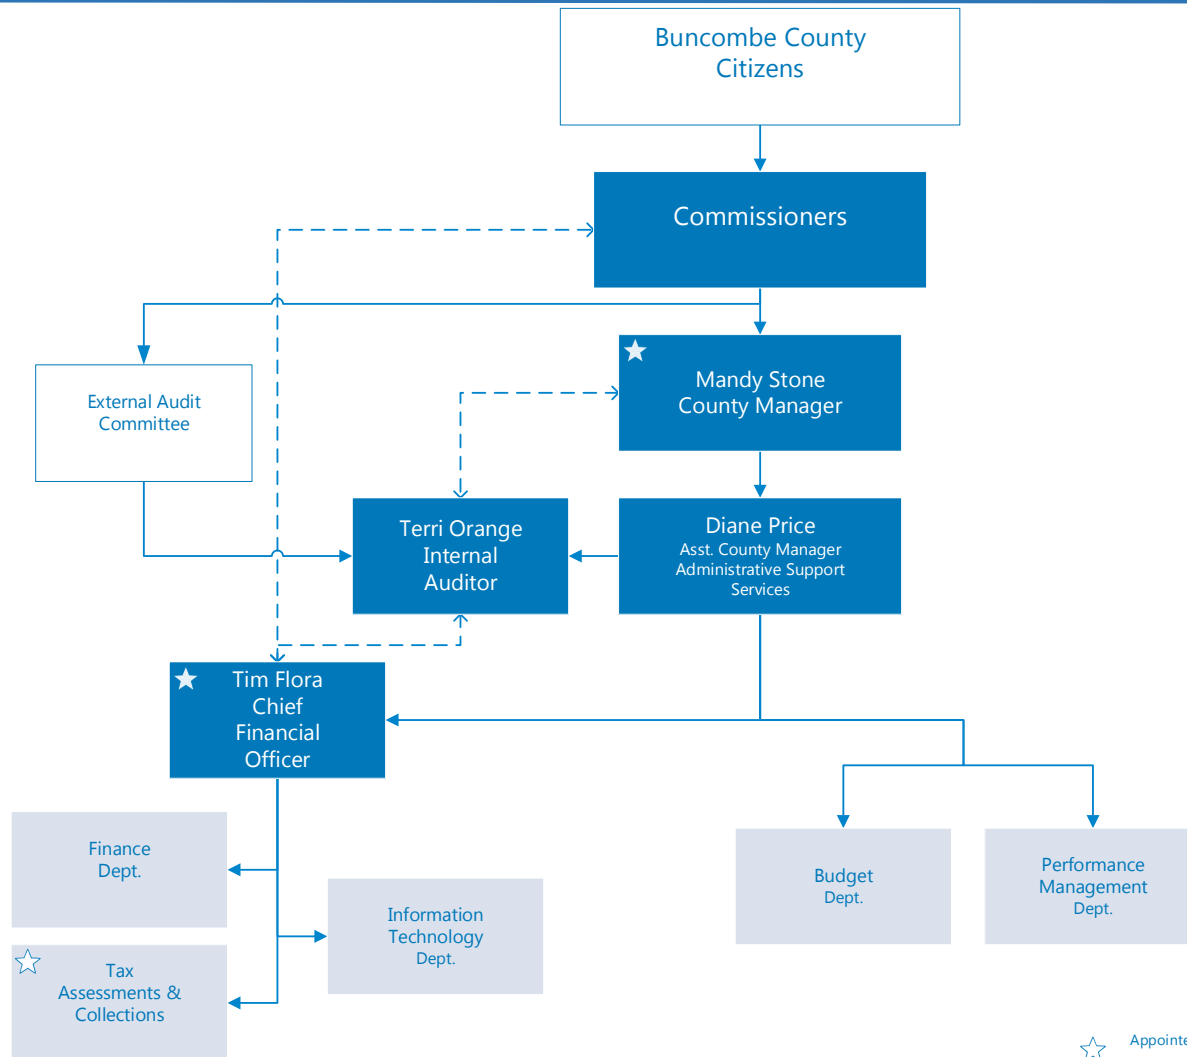 Buncombe County
Citizens
Commissioners
Mandy Stone
County Manager
External Audit
Committee
Terri Orange
Internal
Auditor
Diane Price
Asst. County Manager
Administrative Support
Services
Tim Flora
Chief
Financial
Officer
Finance
Dept.
Information
Technology
Dept.
Tax
Assessments &
Collections
Budget
Dept.
Performance
Management
Dept.